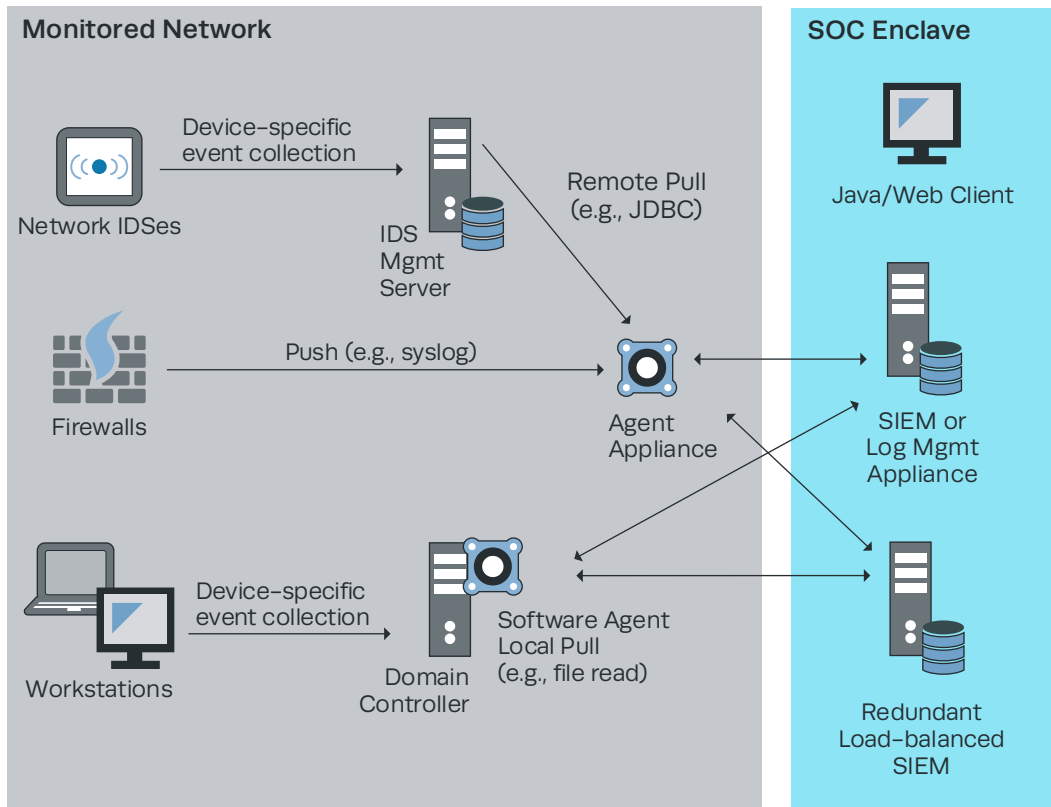 Monitored Network
SOC Enclave
Device-specific
event collection
Network IDSes
IDS
Mgmt
Server
Remote Pull
(e.g., JDBC)
Java/Web Client
Push (e.g., syslog)
Firewalls
Agent
Appliance
SIEM or
Log Mgmt
Appliance
Device-specific
event collection
Workstations
Domain
Controller
Software Agent
Local Pull
(e.g., file read)
Redundant
Load-balanced
SIEM